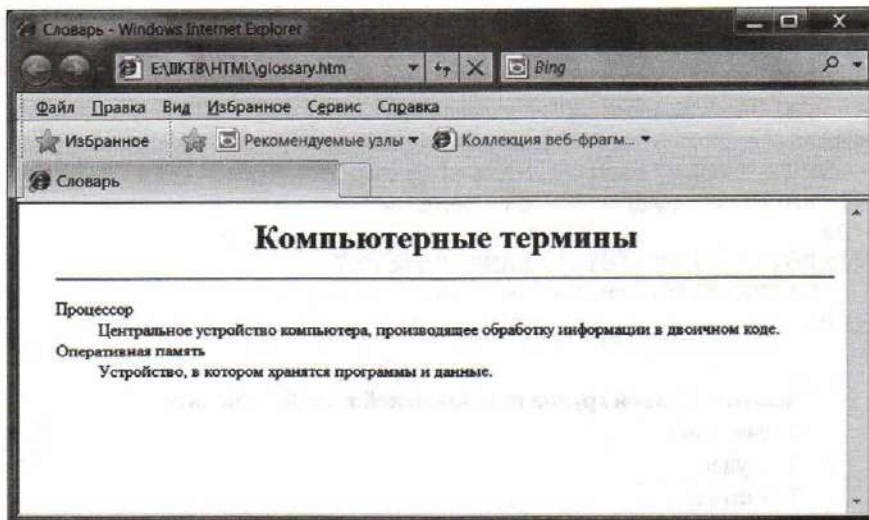 Словарь - Windows Internet Explorer
E:\ИКТ8\HTML\glossary.htm
Bing
Файл Правка Вид Избранное Сервис Справка
Избранное Рекомендуемые узлы Коллекция веб-фрагм...
Словарь
Компьютерные термины
Процессор
Центральное устройство компьютера, производящее обработку информации в двоичном коде.
Оперативная память
Устройство, в котором хранятся программы и данные.